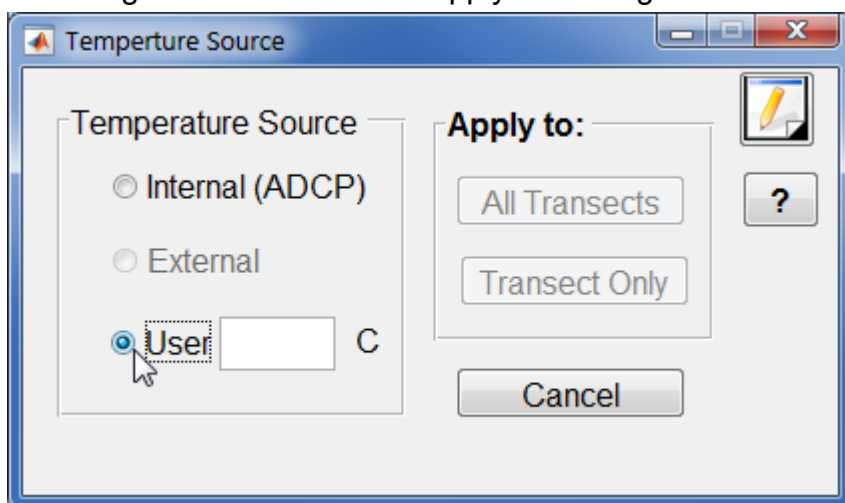 Temperture Source
Temperature Source
Internal (ADCP)
External
User
C
Apply to:
All Transects
Transect Only
Cancel
?